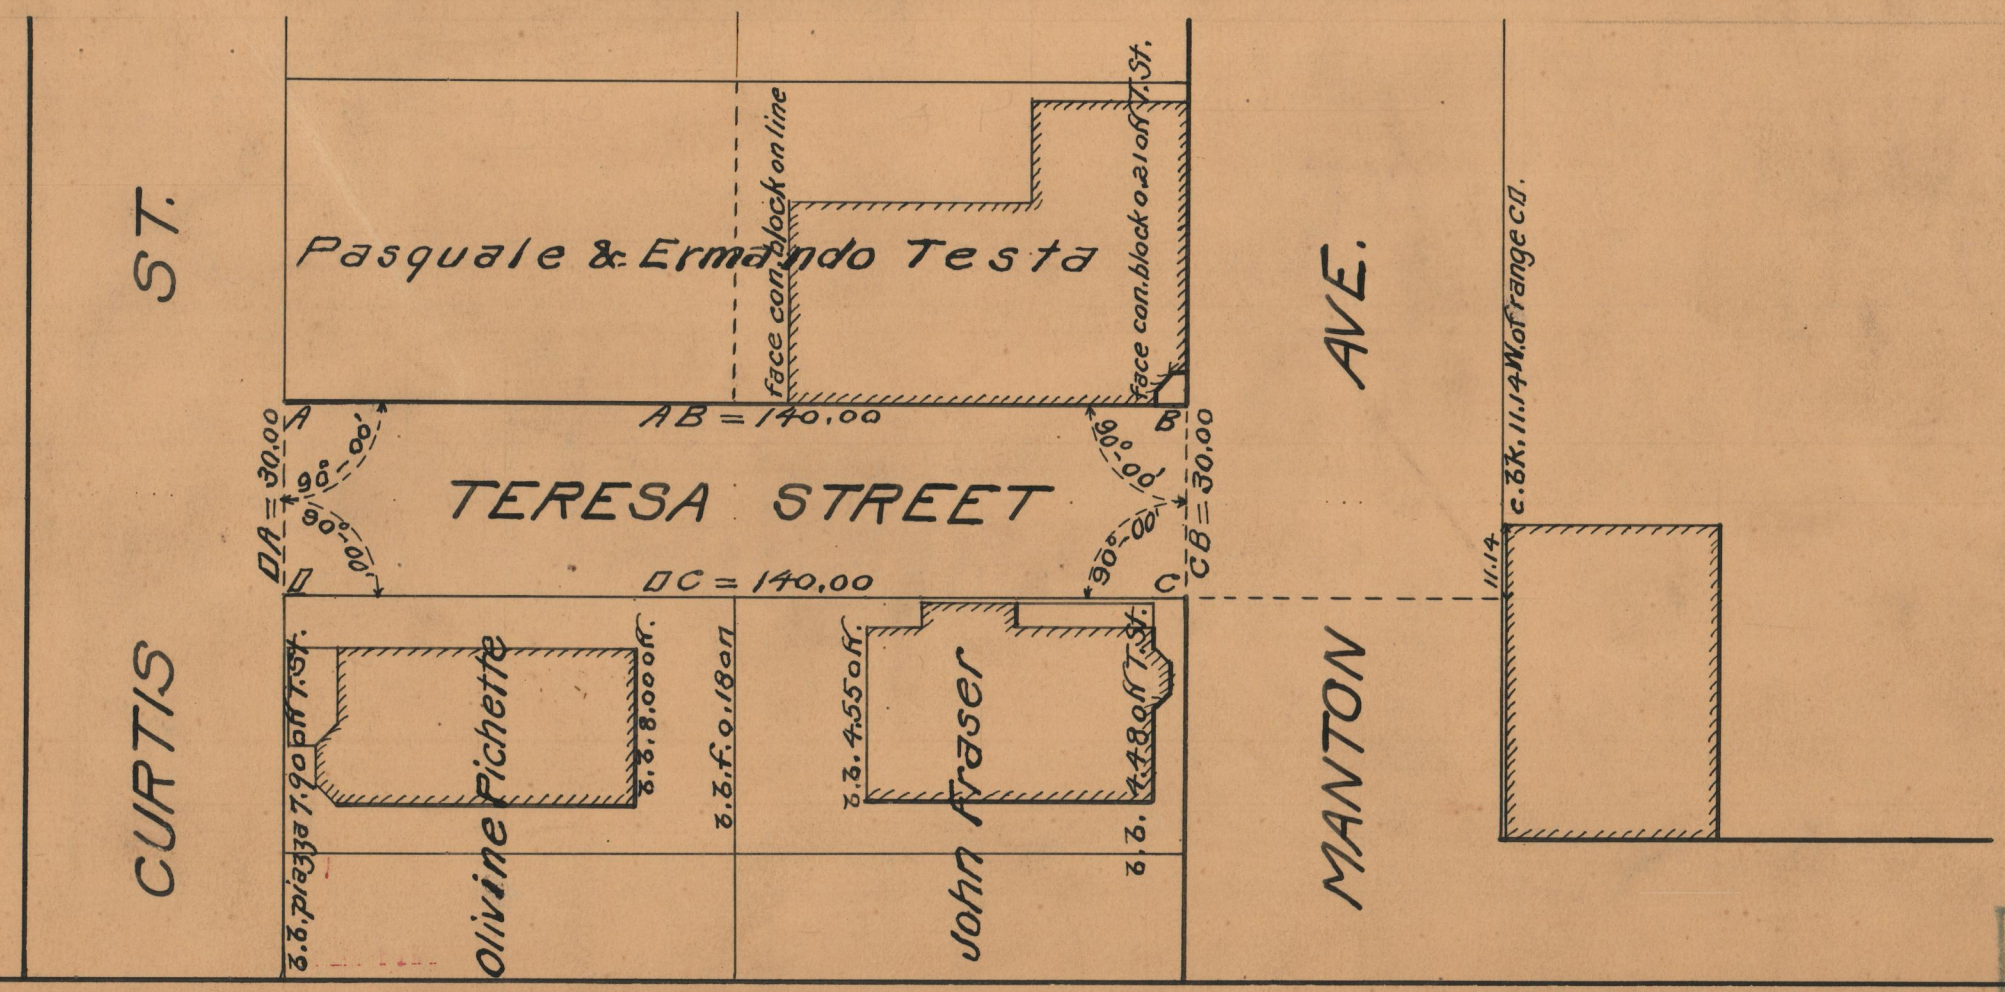 CURTIS ST.
Pasquale & Ermando Testa
face con. block on line
face con. block 0.21 off T. St.
A
AB = 140.00
B
DA = 30.00
90°-00'
90°-00'
TERESA STREET
90°-00'
90°-00'
CB = 30.00
D
DC = 140.00
C
MANTON AVE.
c.bk. 11.14 N. of range CD.
11.14
b.b. piazza 7.90 off T. St.
Olivine Pichette
b.b. 8.00 off.
b.b.f. 0.18 on
b.b. 4.55 off.
John Fraser
b.b. 4.48 off T. St.